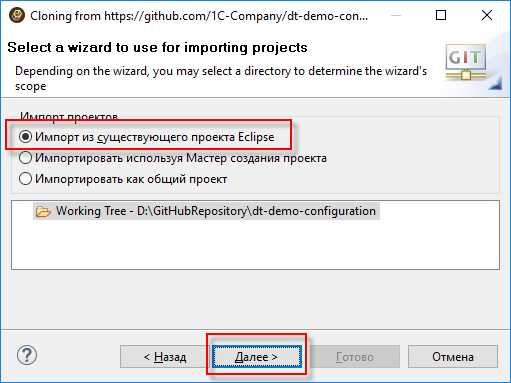 Cloning from https://github.com/1C-Company/dt-demo-con...
Select a wizard to use for importing projects
Depending on the wizard, you may select a directory to determine the wizard's
scope
GIT
Импорт проектов
Импорт из существующего проекта Eclipse
Импортировать используя Мастер создания проекта
Импортировать как общий проект
Working Tree - D:\GitHubRepository\dt-demo-configuration
?
< Назад
Далее >
Готово
Отмена